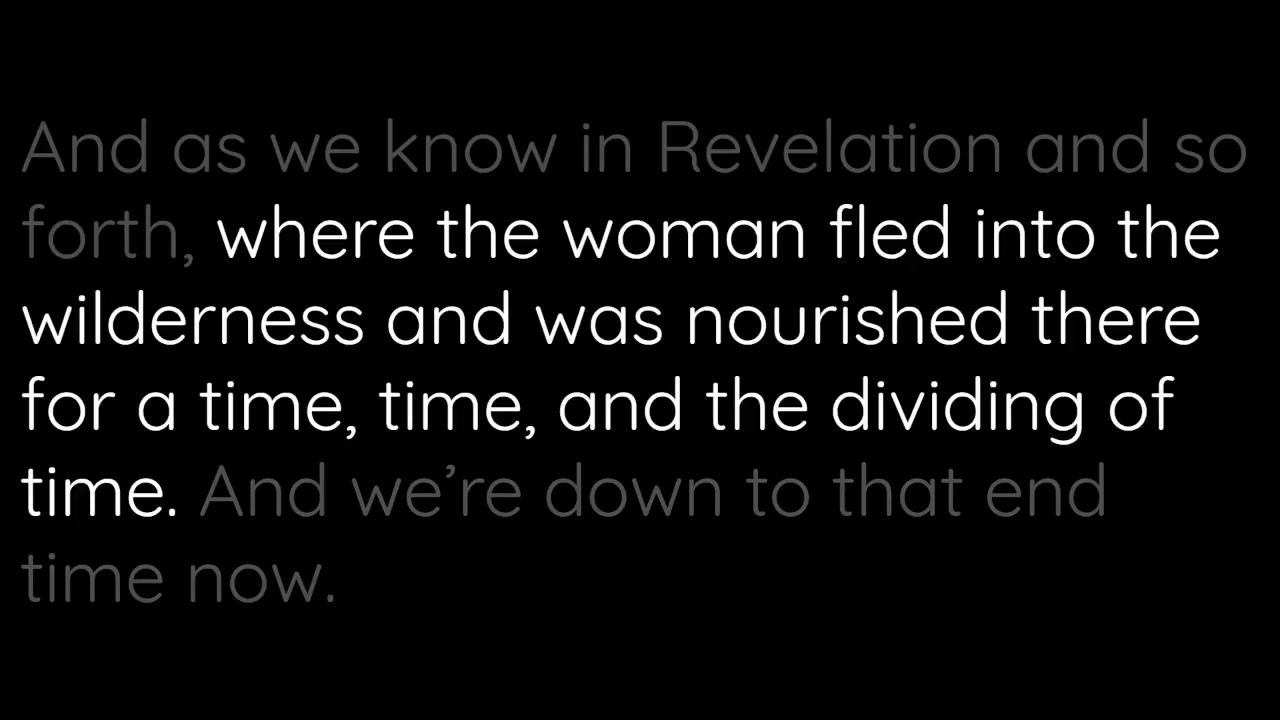 And as we know in Revelation and so
forth, where the woman fled into the
wilderness and was nourished there
for a time, time, and the dividing of
time. And we’re down to that end
time now.